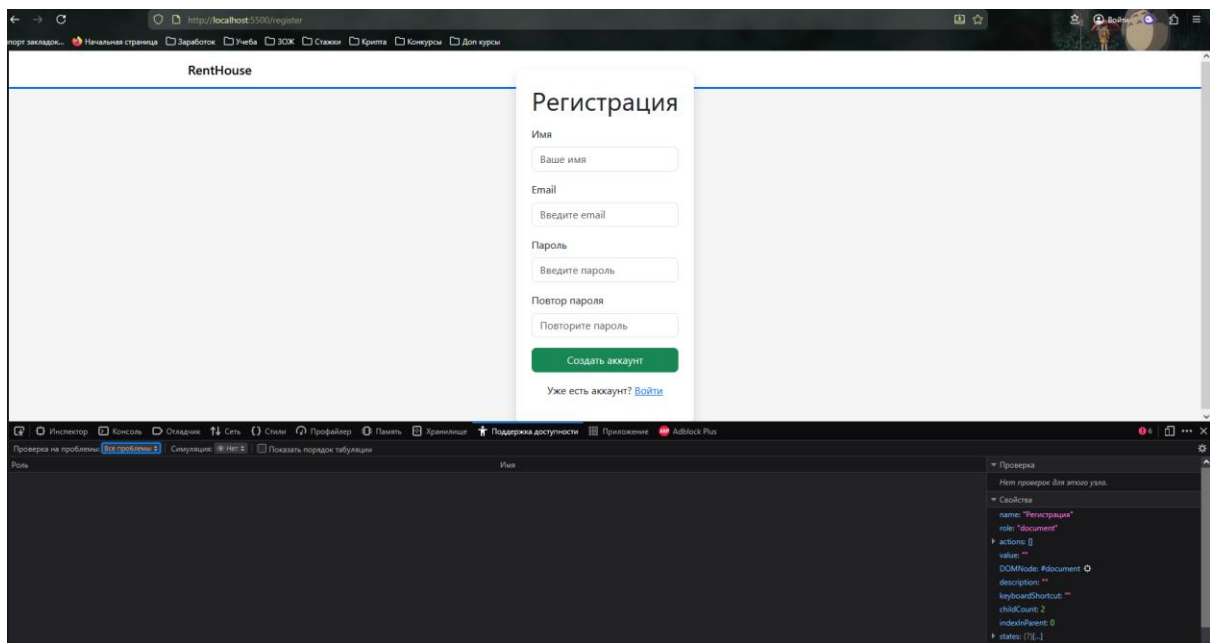 http://localhost:5500/register
Войти
порт закладок... Начальная страница Заработок Учеба ЗОЖ Стажки Крипта Конкурсы Доп курсы
RentHouse
Регистрация
Имя
Ваше имя
Email
Введите email
Пароль
Введите пароль
Повтор пароля
Повторите пароль
Создать аккаунт
Уже есть аккаунт? Войти
Инспектор Консоль Отладчик Сеть Стили Профайлер Память Хранилище Поддержка доступности Приложение Adblock Plus 6
Проверка на проблемы: Все проблемы Симуляция: Нет Показать порядок табуляции
Роль Имя
Проверка
Нет проверок для этого узла.
Свойства
name: "Регистрация"
role: "document"
actions: []
value: ""
DOMNode: #document
description: ""
keyboardShortcut: ""
childCount: 2
indexInParent: 0
states: (7)[...]